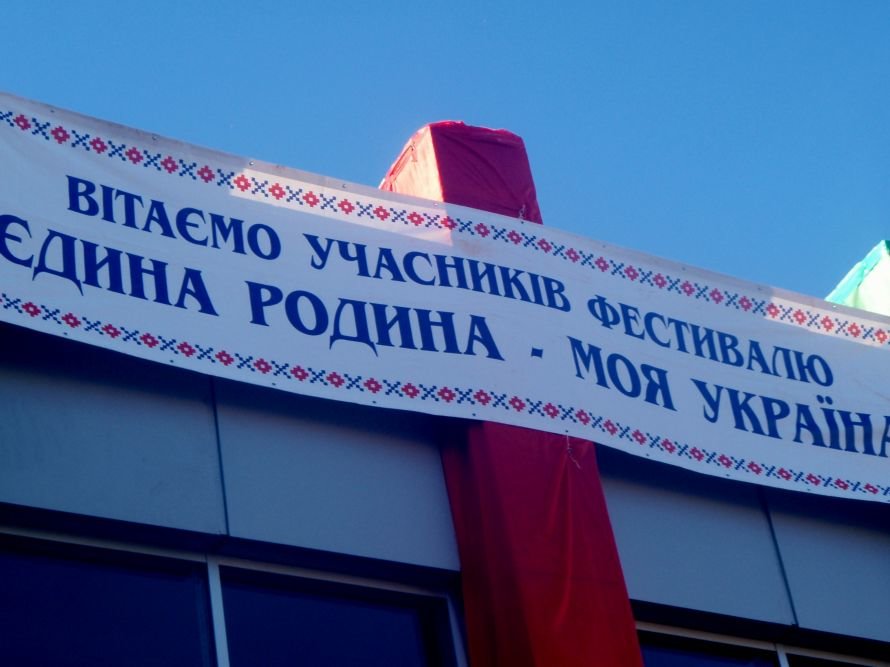 ВІТАЄМО УЧАСНИКІВ ФЕСТИВАЛЮ
ЄДИНА РОДИНА - МОЯ УКРАЇНА